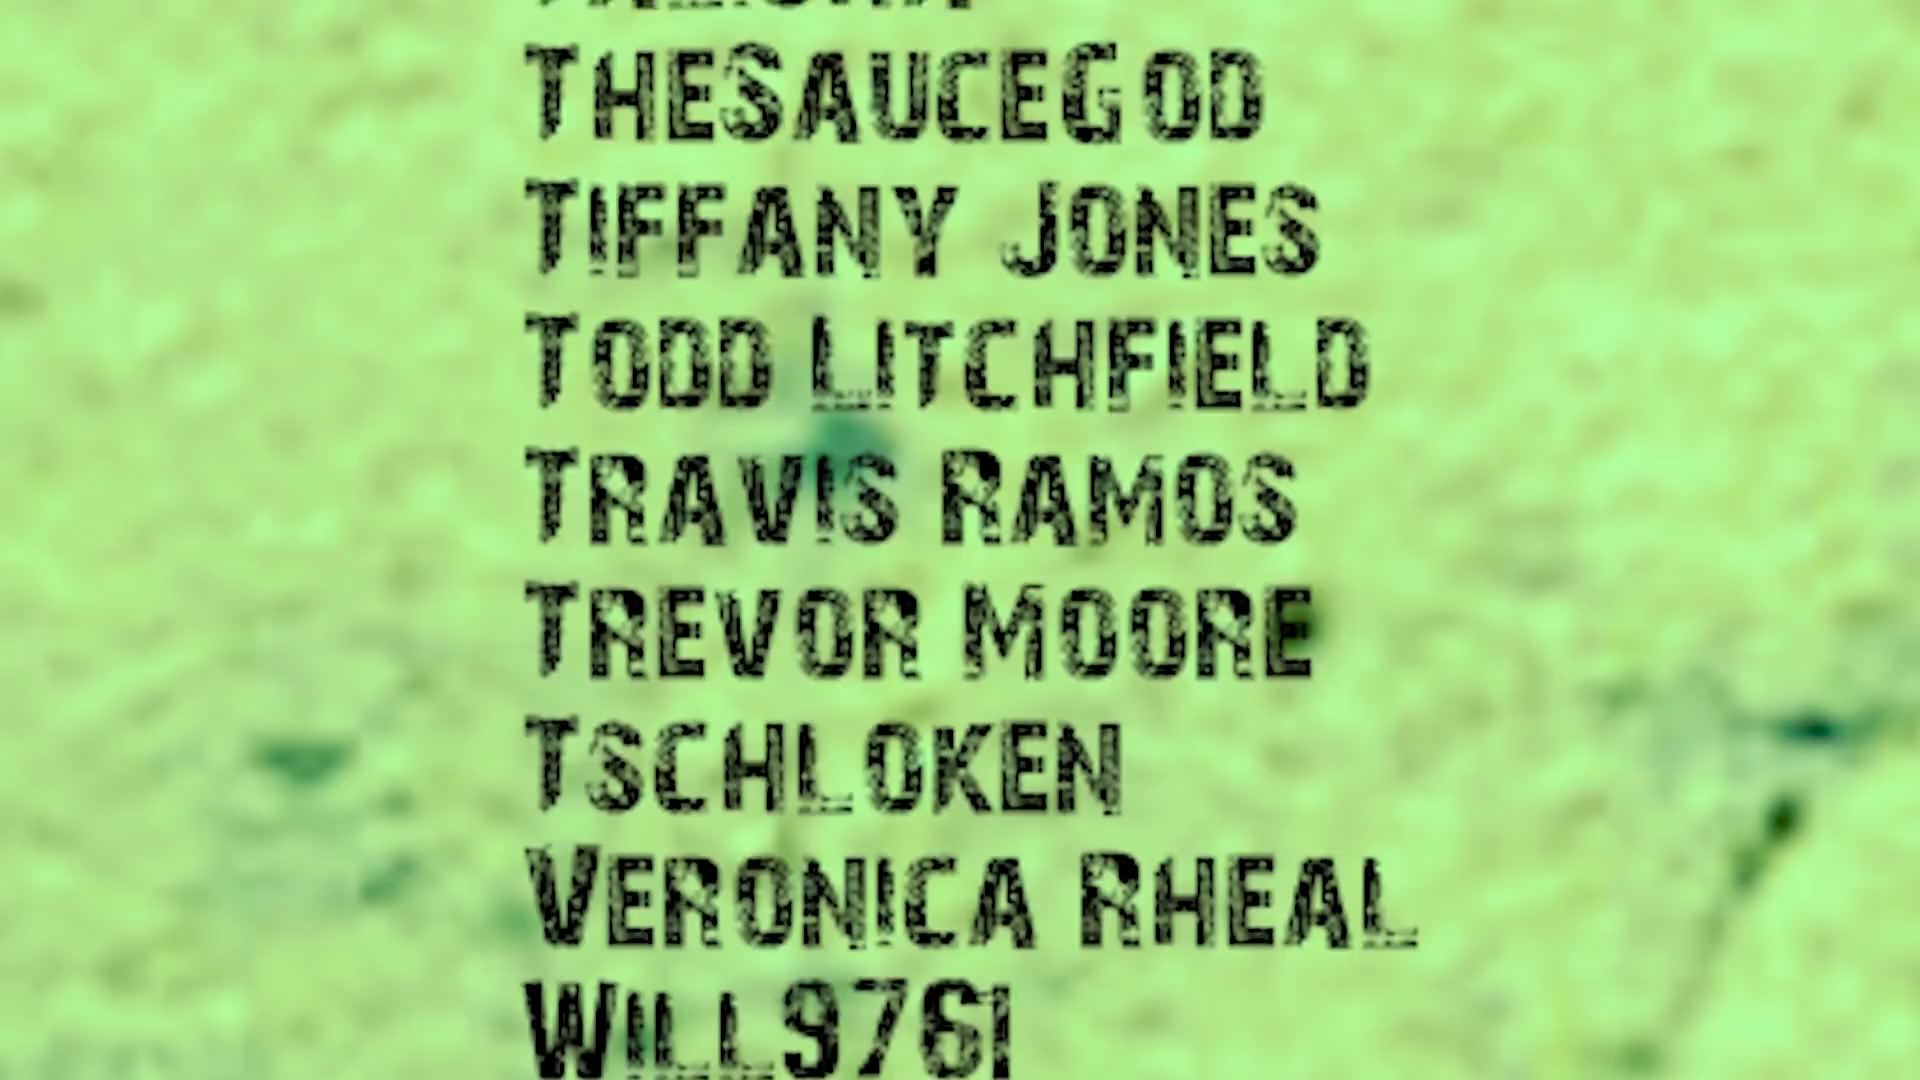 TheSauceGod
Tiffany Jones
Todd Litchfield
Travis Ramos
Trevor Moore
Tschloken
Veronica Rheal
Will9761